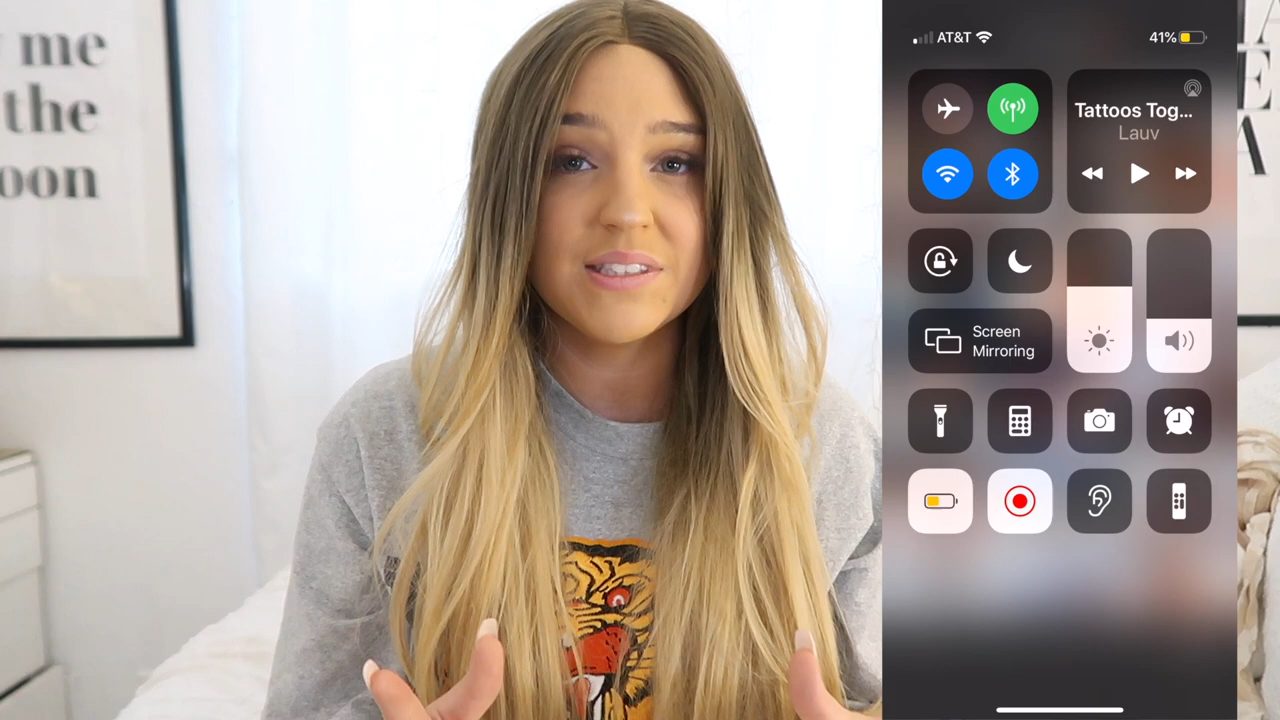 me
the
oon
AT&T
41%
Tattoos Tog...
Lauv
Screen
Mirroring
E
A